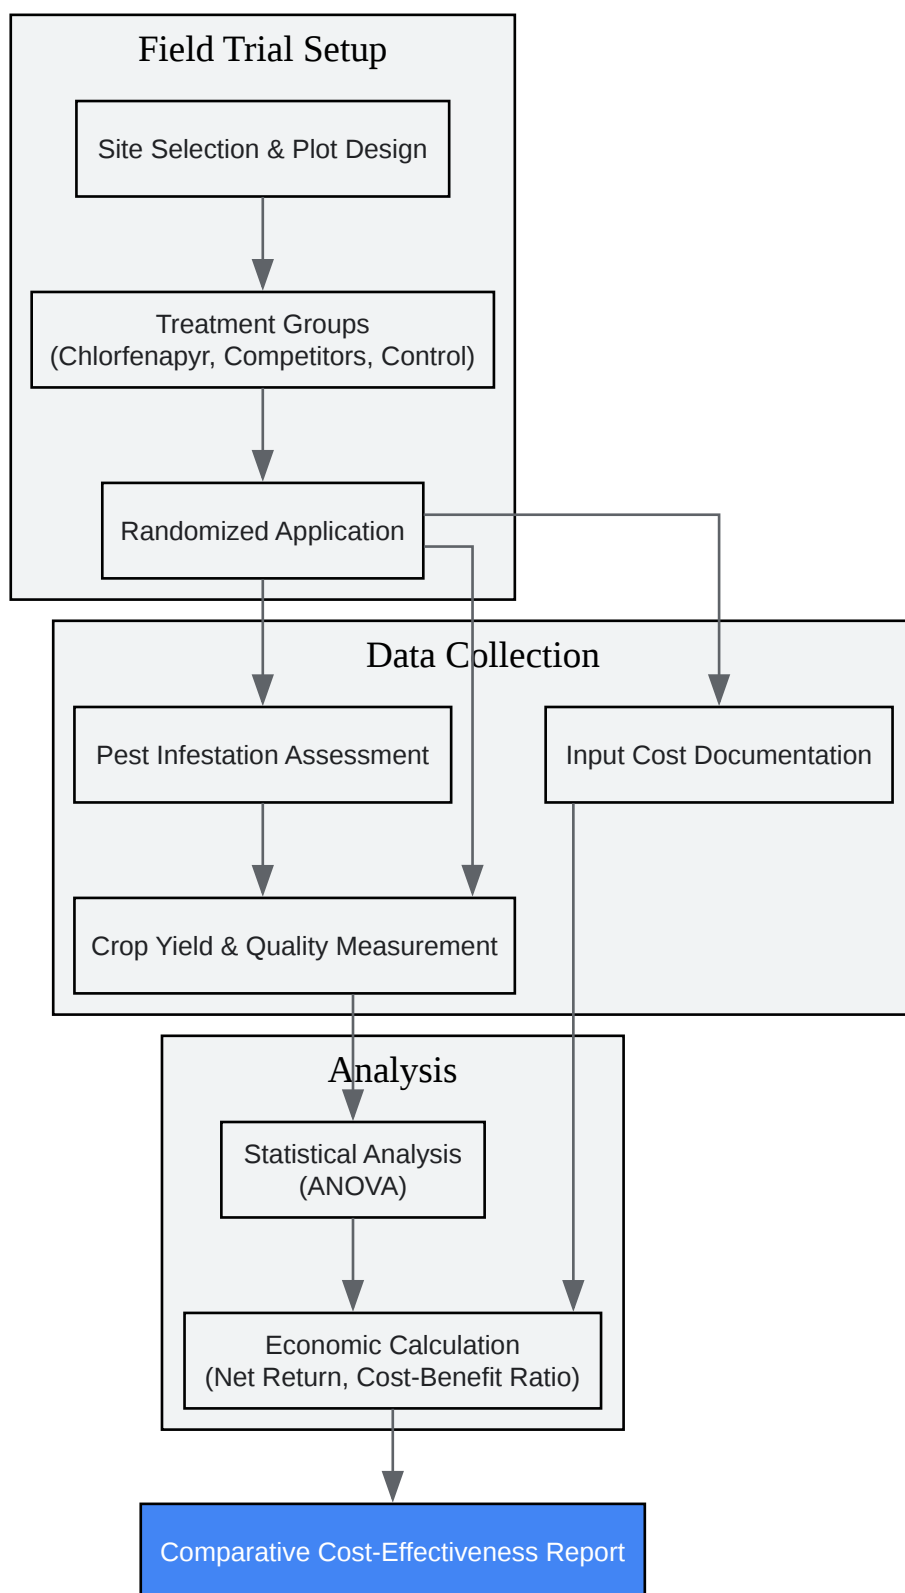 Field Trial Setup
Site Selection & Plot Design
Treatment Groups
(Chlorfenapyr, Competitors, Control)
Randomized Application
Data Collection
Pest Infestation Assessment
Input Cost Documentation
Crop Yield & Quality Measurement
Analysis
Statistical Analysis
(ANOVA)
Economic Calculation
(Net Return, Cost-Benefit Ratio)
Comparative Cost-Effectiveness Report